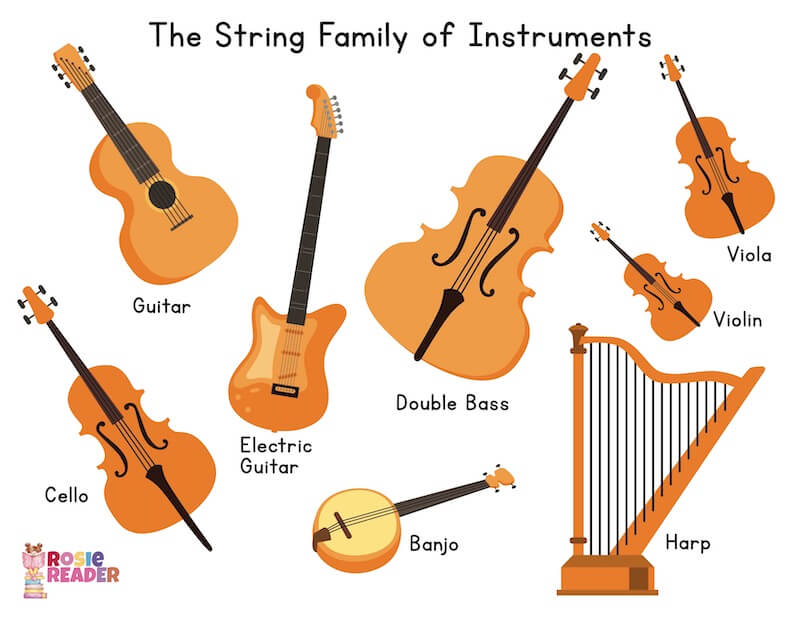 The String Family of Instruments
Viola
Guitar
Violin
Double Bass
Electric
Guitar
Cello
Banjo
Harp
ROSIE
READER